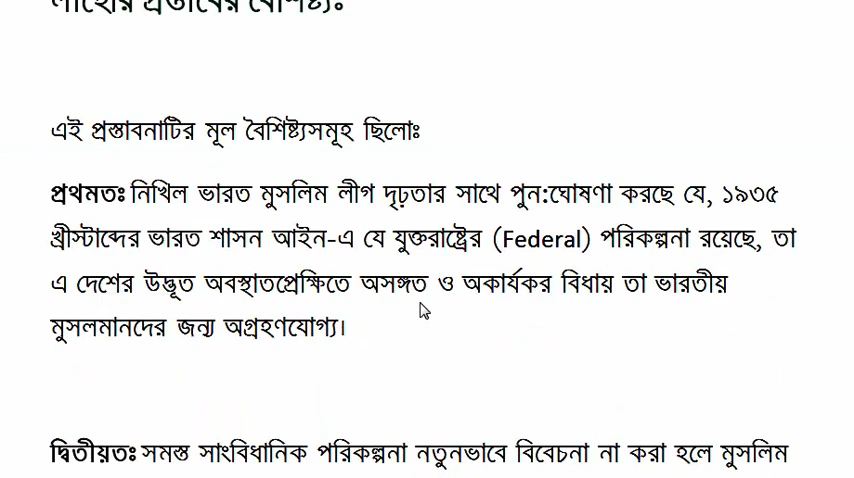 লাহোর প্রস্তাবের বৈশিষ্ট্যঃ
এই প্রস্তাবনাটির মূল বৈশিষ্ট্যসমূহ ছিলোঃ
প্রথমতঃ নিখিল ভারত মুসলিম লীগ দৃঢ়তার সাথে পুন:ঘোষণা করছে যে, ১৯৩৫
খ্রীস্টাব্দের ভারত শাসন আইন-এ যে যুক্তরাষ্ট্রের (Federal) পরিকল্পনা রয়েছে, তা
এ দেশের উদ্ভূত অবস্থাতপ্রেক্ষিতে অসঙ্গত ও অকার্যকর বিধায় তা ভারতীয়
মুসলমানদের জন্য অগ্রহণযোগ্য।
দ্বিতীয়তঃ সমস্ত সাংবিধানিক পরিকল্পনা নতুনভাবে বিবেচনা না করা হলে মুসলিম